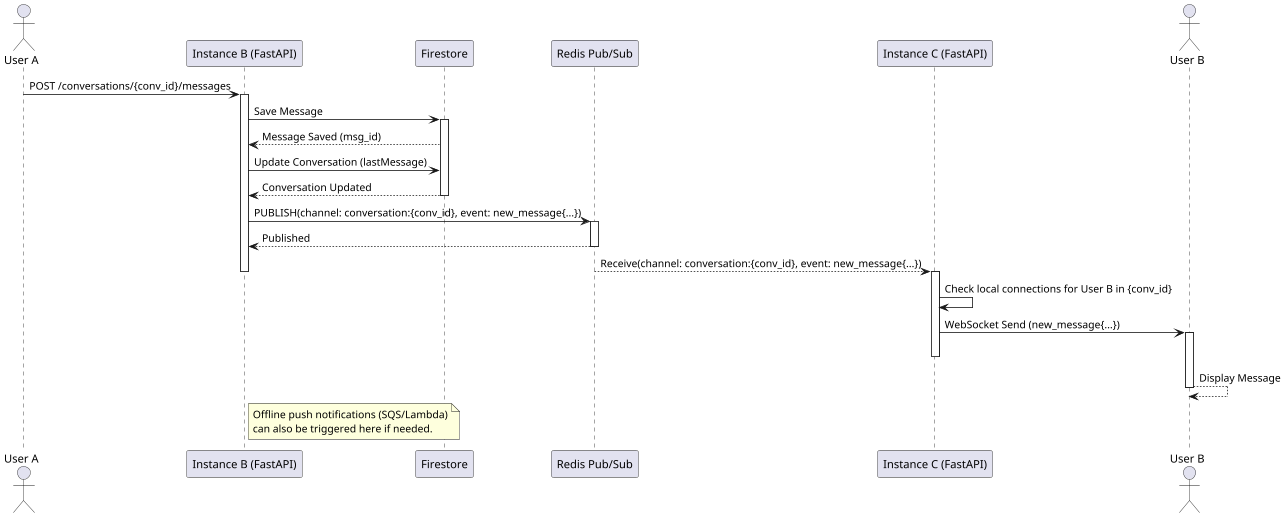 User A
Instance B (FastAPI)
Firestore
Redis Pub/Sub
Instance C (FastAPI)
User B
POST /conversations/{conv_id}/messages
Save Message
Message Saved (msg_id)
Update Conversation (lastMessage)
Conversation Updated
PUBLISH(channel: conversation:{conv_id}, event: new_message{...})
Published
Receive(channel: conversation:{conv_id}, event: new_message{...})
Check local connections for User B in {conv_id}
WebSocket Send (new_message{...})
Display Message
Offline push notifications (SQS/Lambda)
can also be triggered here if needed.
User A
Instance B (FastAPI)
Firestore
Redis Pub/Sub
Instance C (FastAPI)
User B